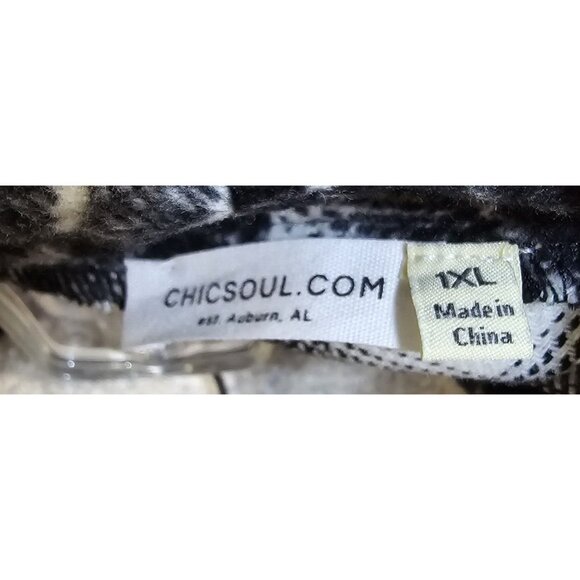 CHICSOUL.COM
est. Auburn, AL
1XL
Made in
China